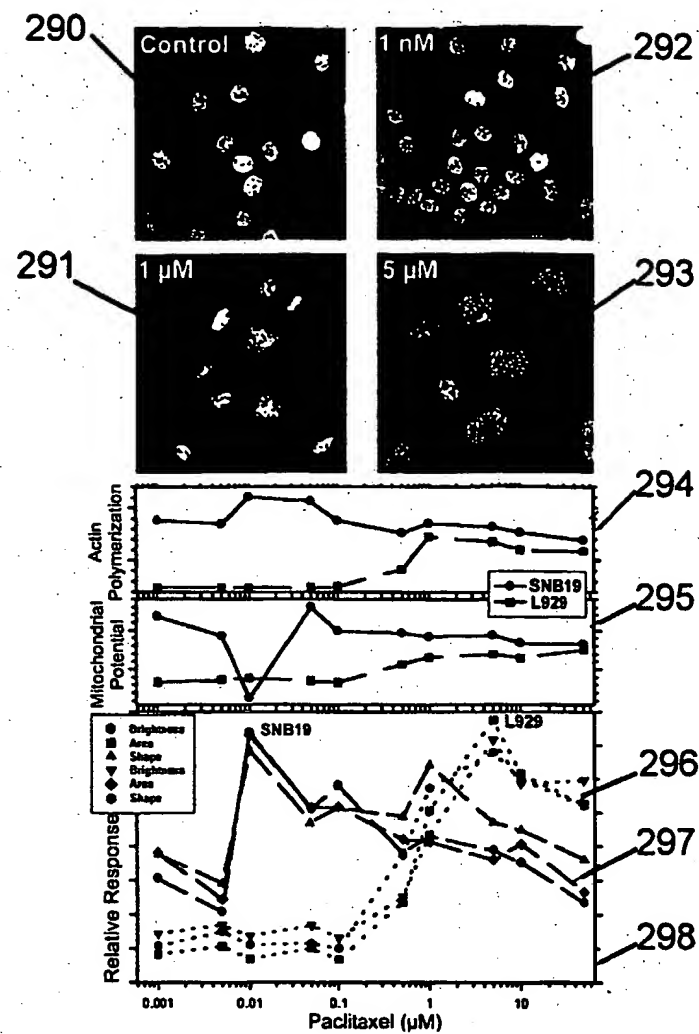 290
Control
1 nM
292
291
1 µM
5 µM
293
Actin
Polymerization
294
SNB19
L929
Mitochondrial
Potential
295
Brightness
Area
Shape
Brightness
Area
Shape
SNB19
L929
296
297
298
Relative Response
0.001
0.01
0.1
1
10
Paclitaxel (µM)